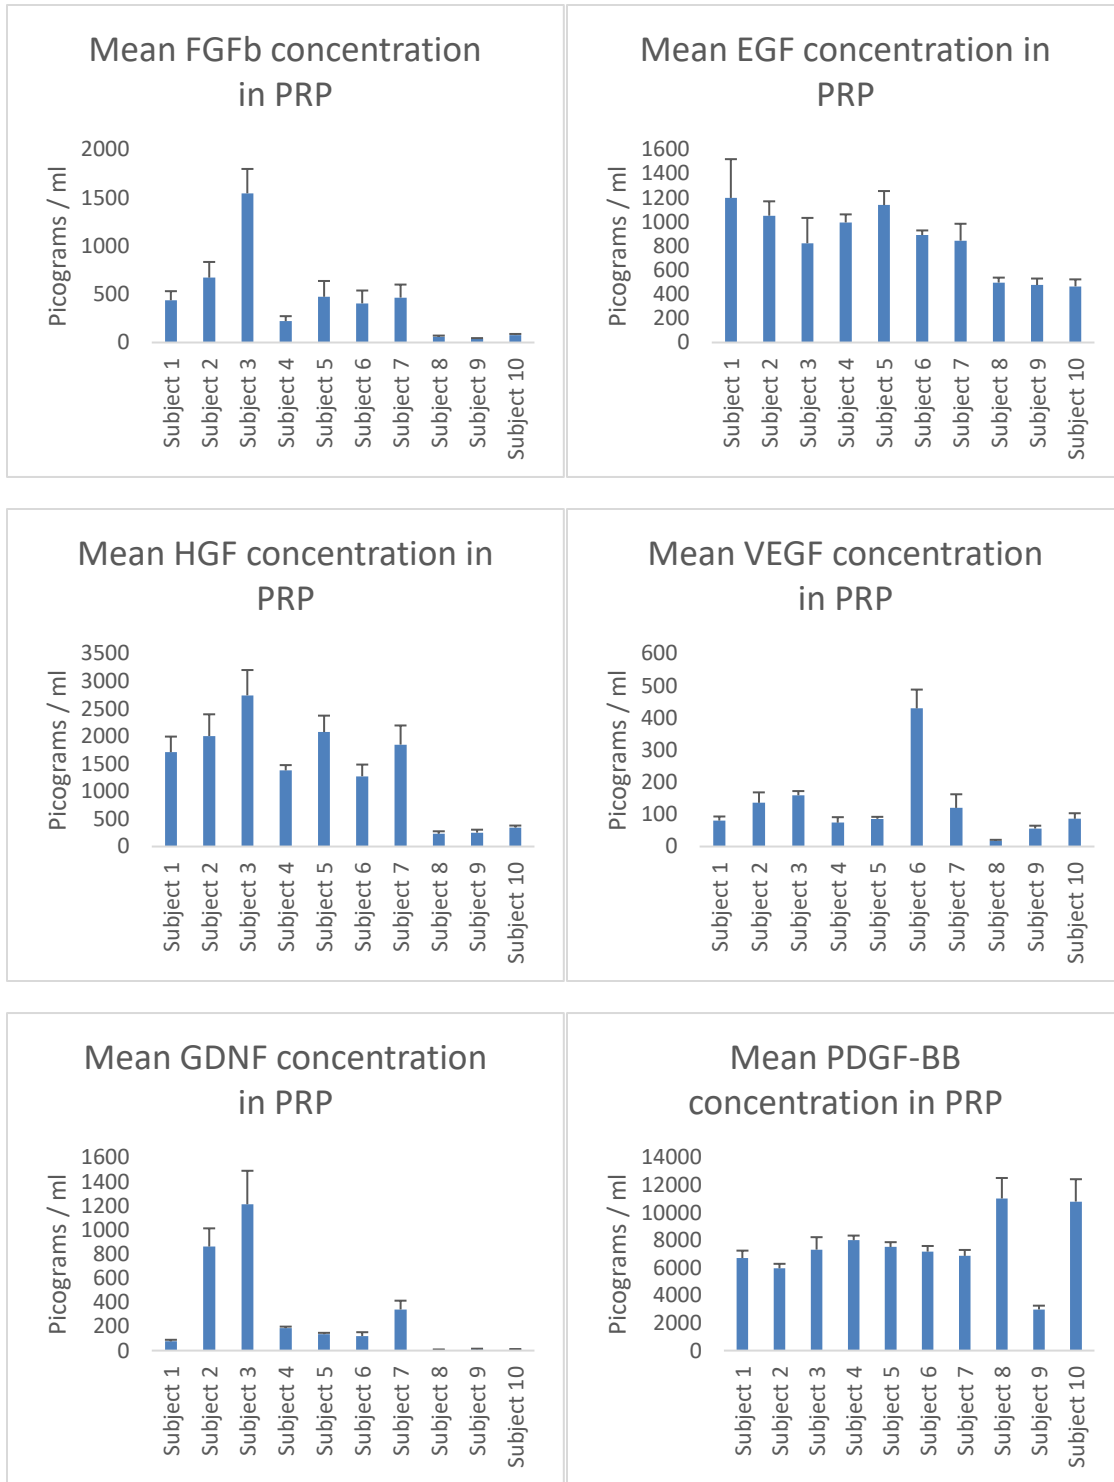 Mean FGFb concentration
in PRP
Picograms / ml
2000
1500
1000
500
0
Subject 1
Subject 2
Subject 3
Subject 4
Subject 5
Subject 6
Subject 7
Subject 8
Subject 9
Subject 10
Mean EGF concentration in
PRP
Picograms / ml
1600
1400
1200
1000
800
600
400
200
0
Subject 1
Subject 2
Subject 3
Subject 4
Subject 5
Subject 6
Subject 7
Subject 8
Subject 9
Subject 10
Mean HGF concentration in
PRP
Picograms / ml
3500
3000
2500
2000
1500
1000
500
0
Subject 1
Subject 2
Subject 3
Subject 4
Subject 5
Subject 6
Subject 7
Subject 8
Subject 9
Subject 10
Mean VEGF concentration
in PRP
Picograms / ml
600
500
400
300
200
100
0
Subject 1
Subject 2
Subject 3
Subject 4
Subject 5
Subject 6
Subject 7
Subject 8
Subject 9
Subject 10
Mean GDNF concentration
in PRP
Picograms / ml
1600
1400
1200
1000
800
600
400
200
0
Subject 1
Subject 2
Subject 3
Subject 4
Subject 5
Subject 6
Subject 7
Subject 8
Subject 9
Subject 10
Mean PDGF-BB
concentration in PRP
Picograms / ml
14000
12000
10000
8000
6000
4000
2000
0
Subject 1
Subject 2
Subject 3
Subject 4
Subject 5
Subject 6
Subject 7
Subject 8
Subject 9
Subject 10